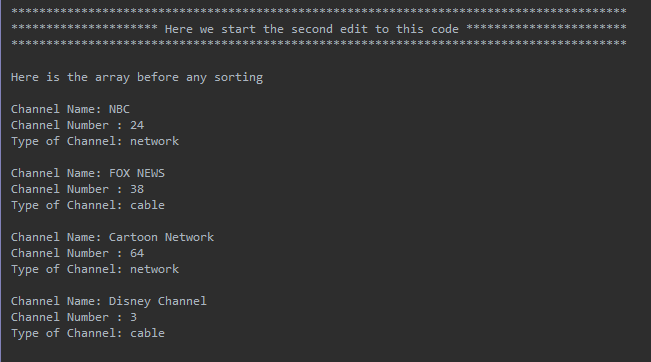 ****************************************************************************************
********************* Here we start the second edit to this code ***********************
****************************************************************************************
Here is the array before any sorting
Channel Name: NBC
Channel Number : 24
Type of Channel: network
Channel Name: FOX NEWS
Channel Number : 38
Type of Channel: cable
Channel Name: Cartoon Network
Channel Number : 64
Type of Channel: network
Channel Name: Disney Channel
Channel Number : 3
Type of Channel: cable